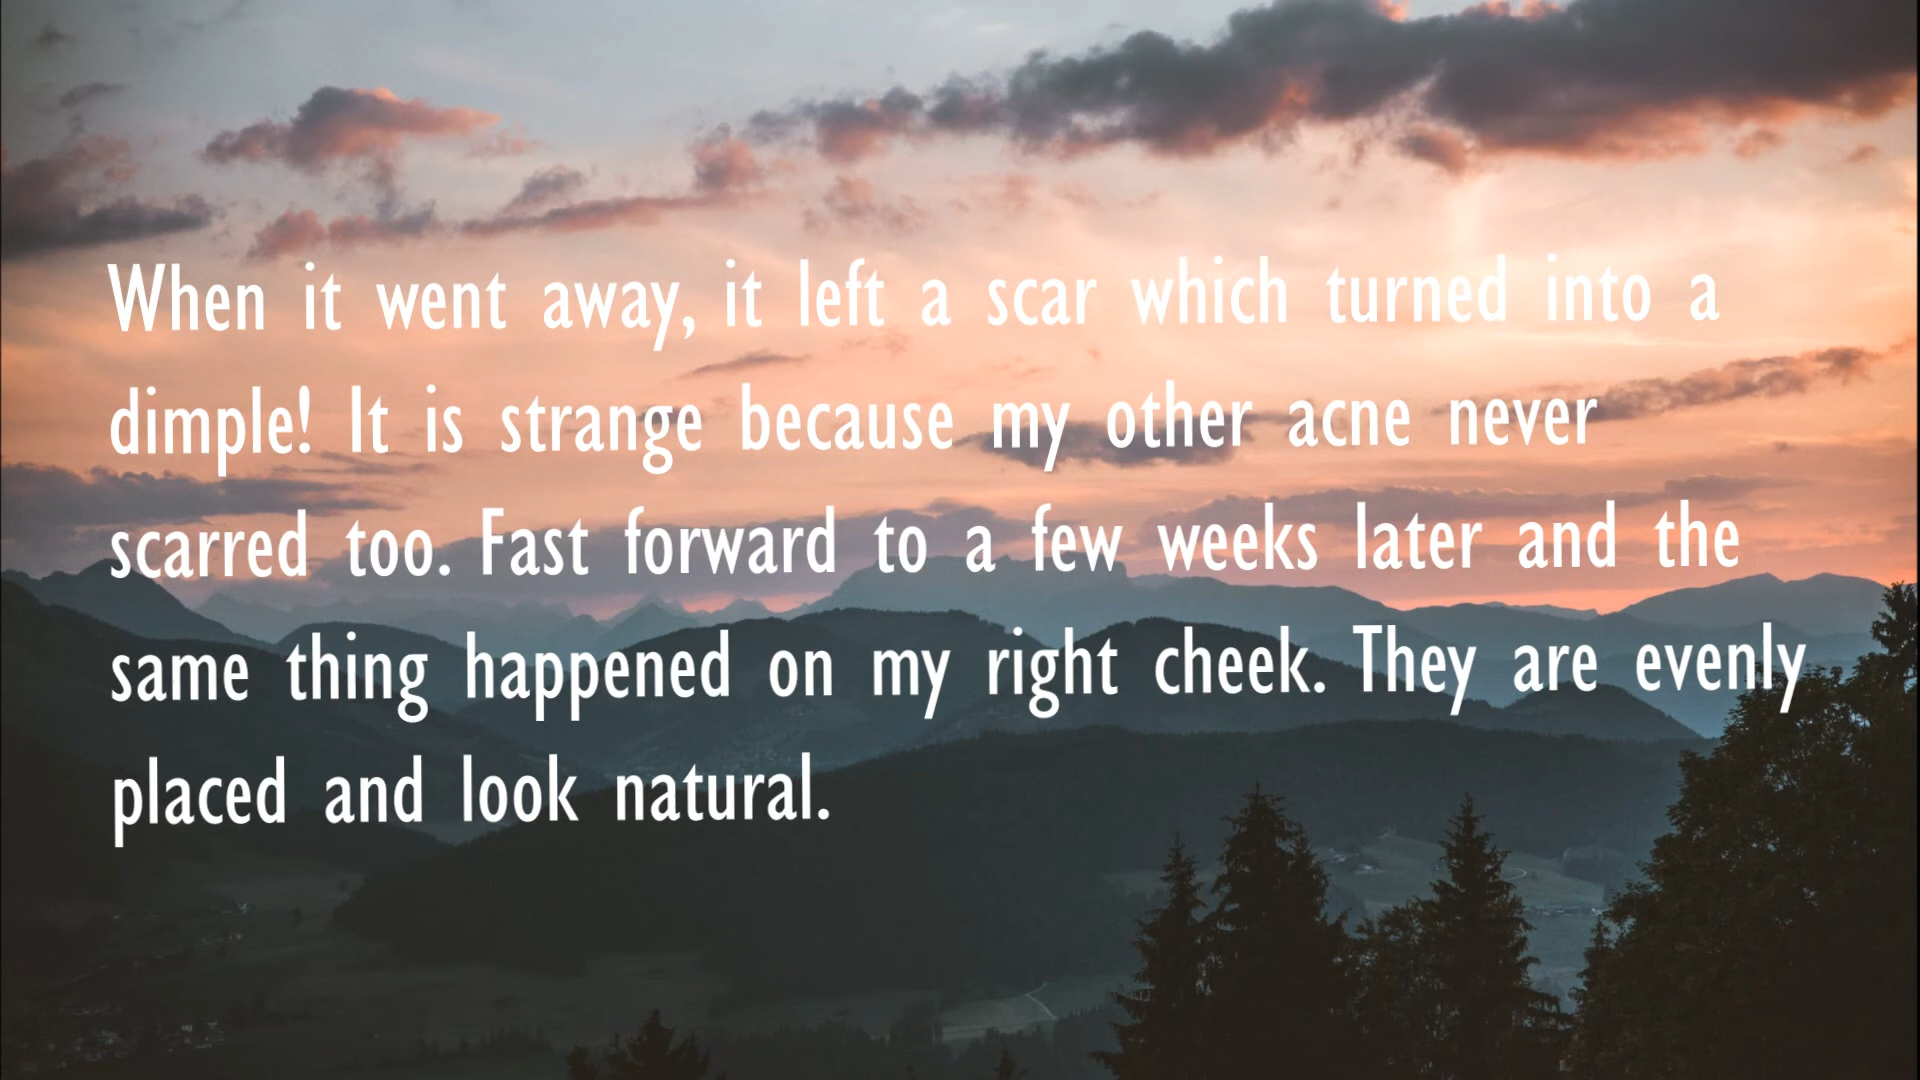 When it went away, it left a scar which turned into a
dimple! It is strange because my other acne never
scarred too. Fast forward to a few weeks later and the
same thing happened on my right cheek. They are evenly
placed and look natural.